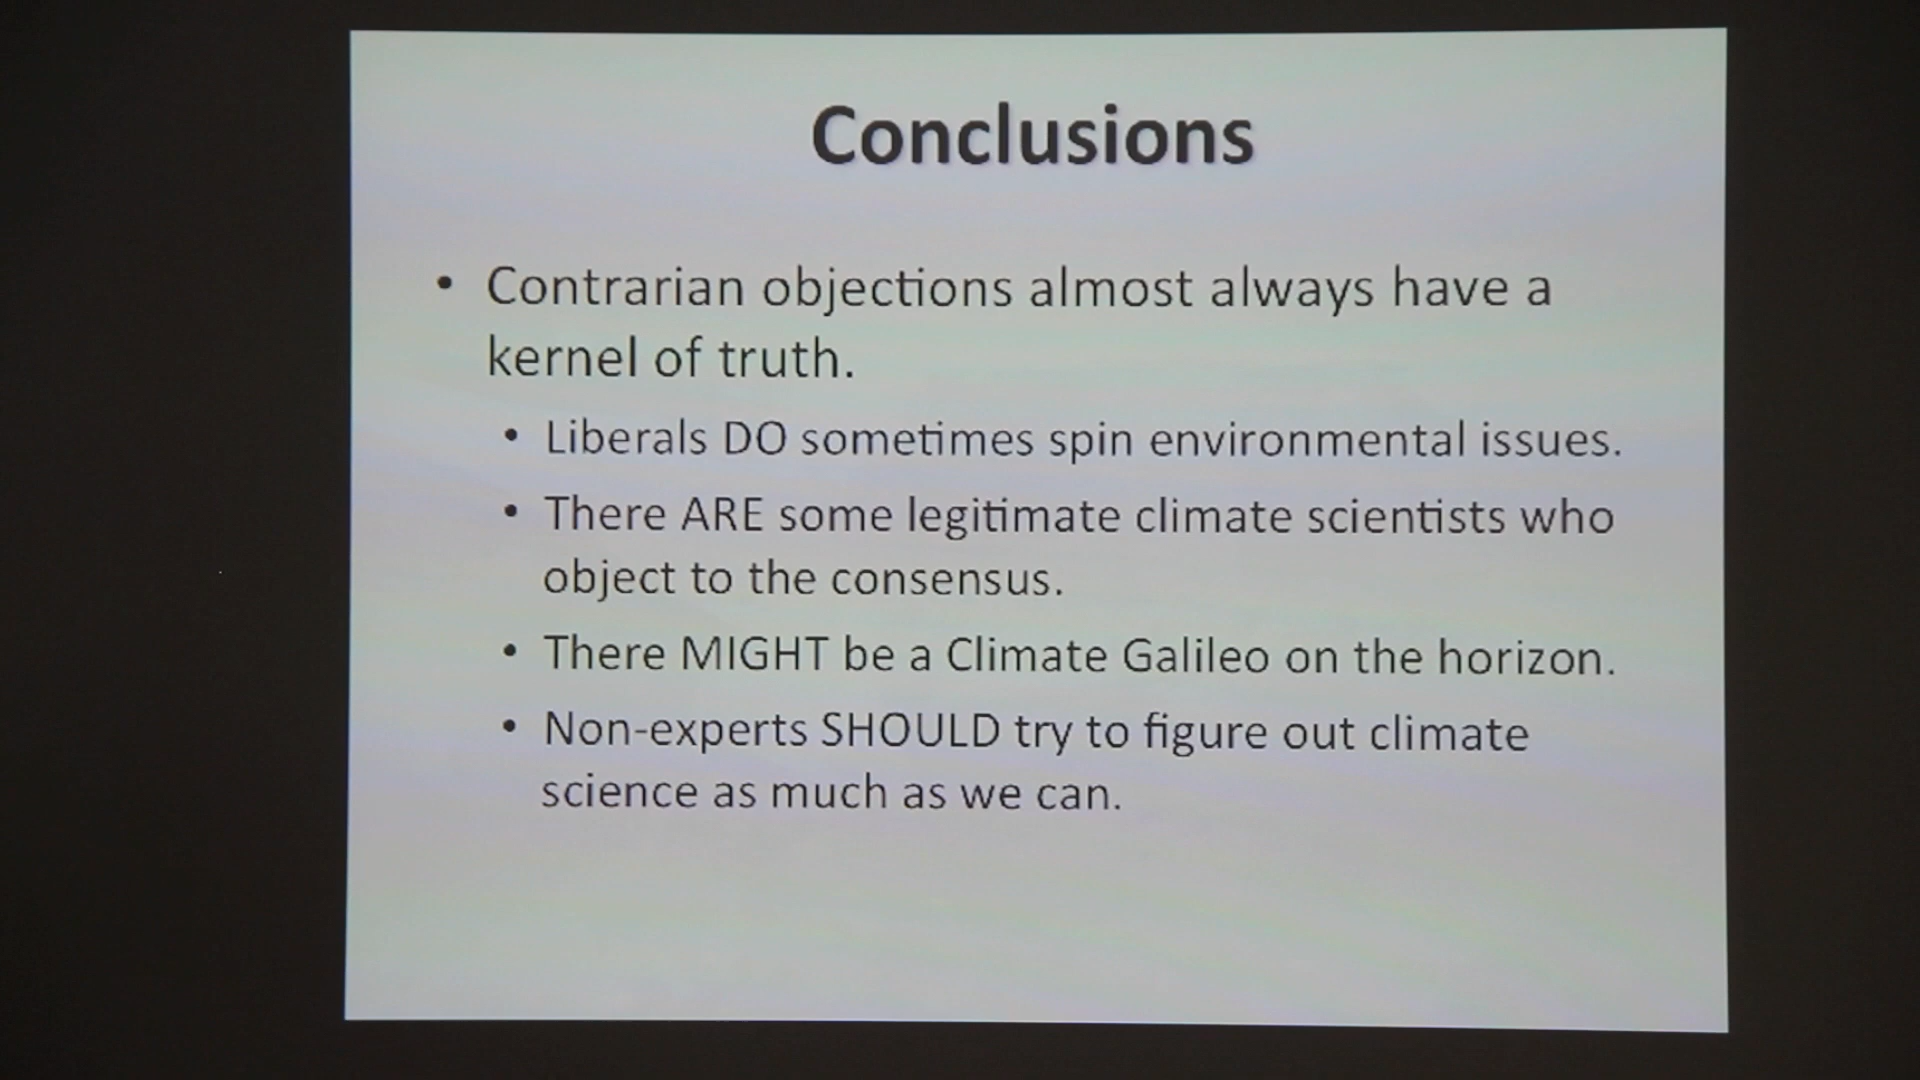 Conclusions
• Contrarian objections almost always have a
kernel of truth.
• Liberals DO sometimes spin environmental issues.
• There ARE some legitimate climate scientists who
object to the consensus.
• There MIGHT be a Climate Galileo on the horizon.
• Non-experts SHOULD try to figure out climate
science as much as we can.